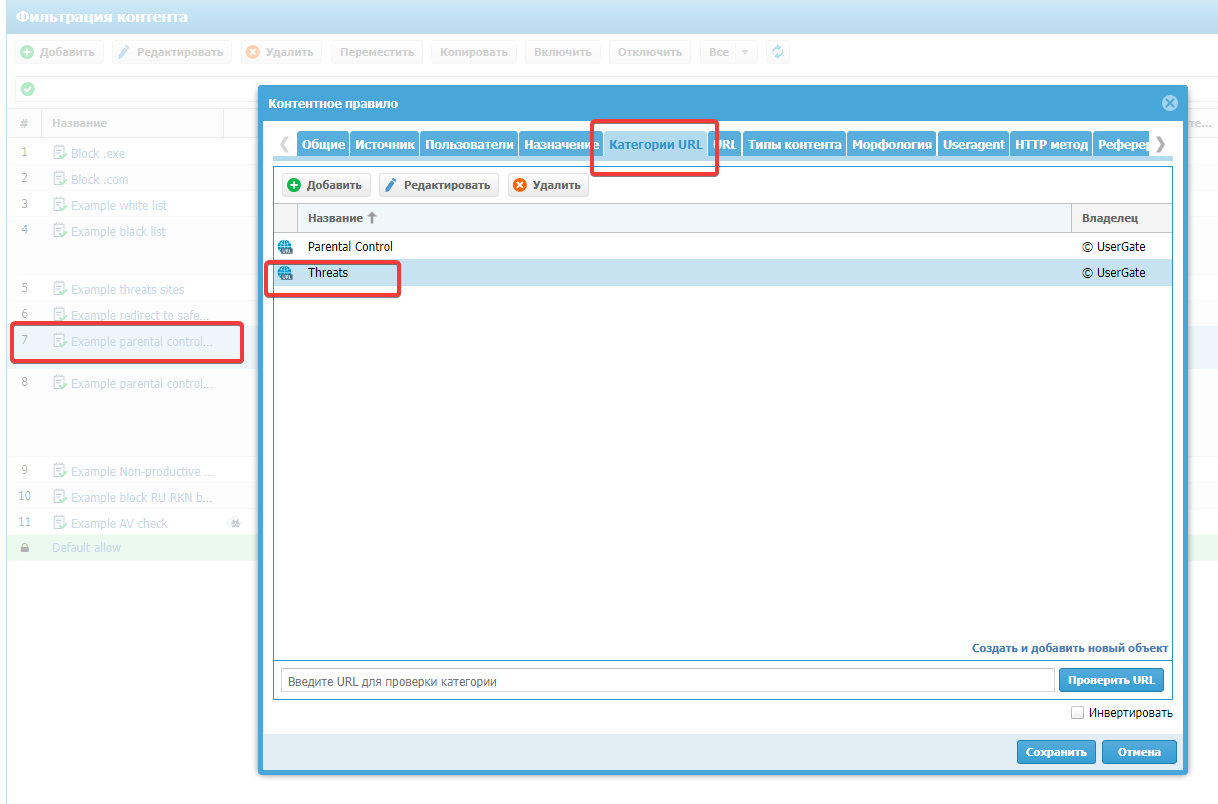 Фильтрация контента
Добавить Редактировать Удалить Переместить Копировать Включить Отключить Все
# Название
1 Block .exe
2 Block .com
3 Example white list
4 Example black list
5 Example threats sites
6 Example redirect to safe...
7 Example parental control...
8 Example parental control...
9 Example Non-productive ...
10 Example block RU RKN b...
11 Example AV check
Default allow
Контентное правило
Общие Источник Пользователи Назначение Категории URL URL Типы контента Морфология Useragent HTTP метод Реферер
Добавить Редактировать Удалить
Название Владелец
Parental Control © UserGate
Threats © UserGate
Создать и добавить новый объект
Введите URL для проверки категории Проверить URL
Инвертировать
Сохранить Отмена